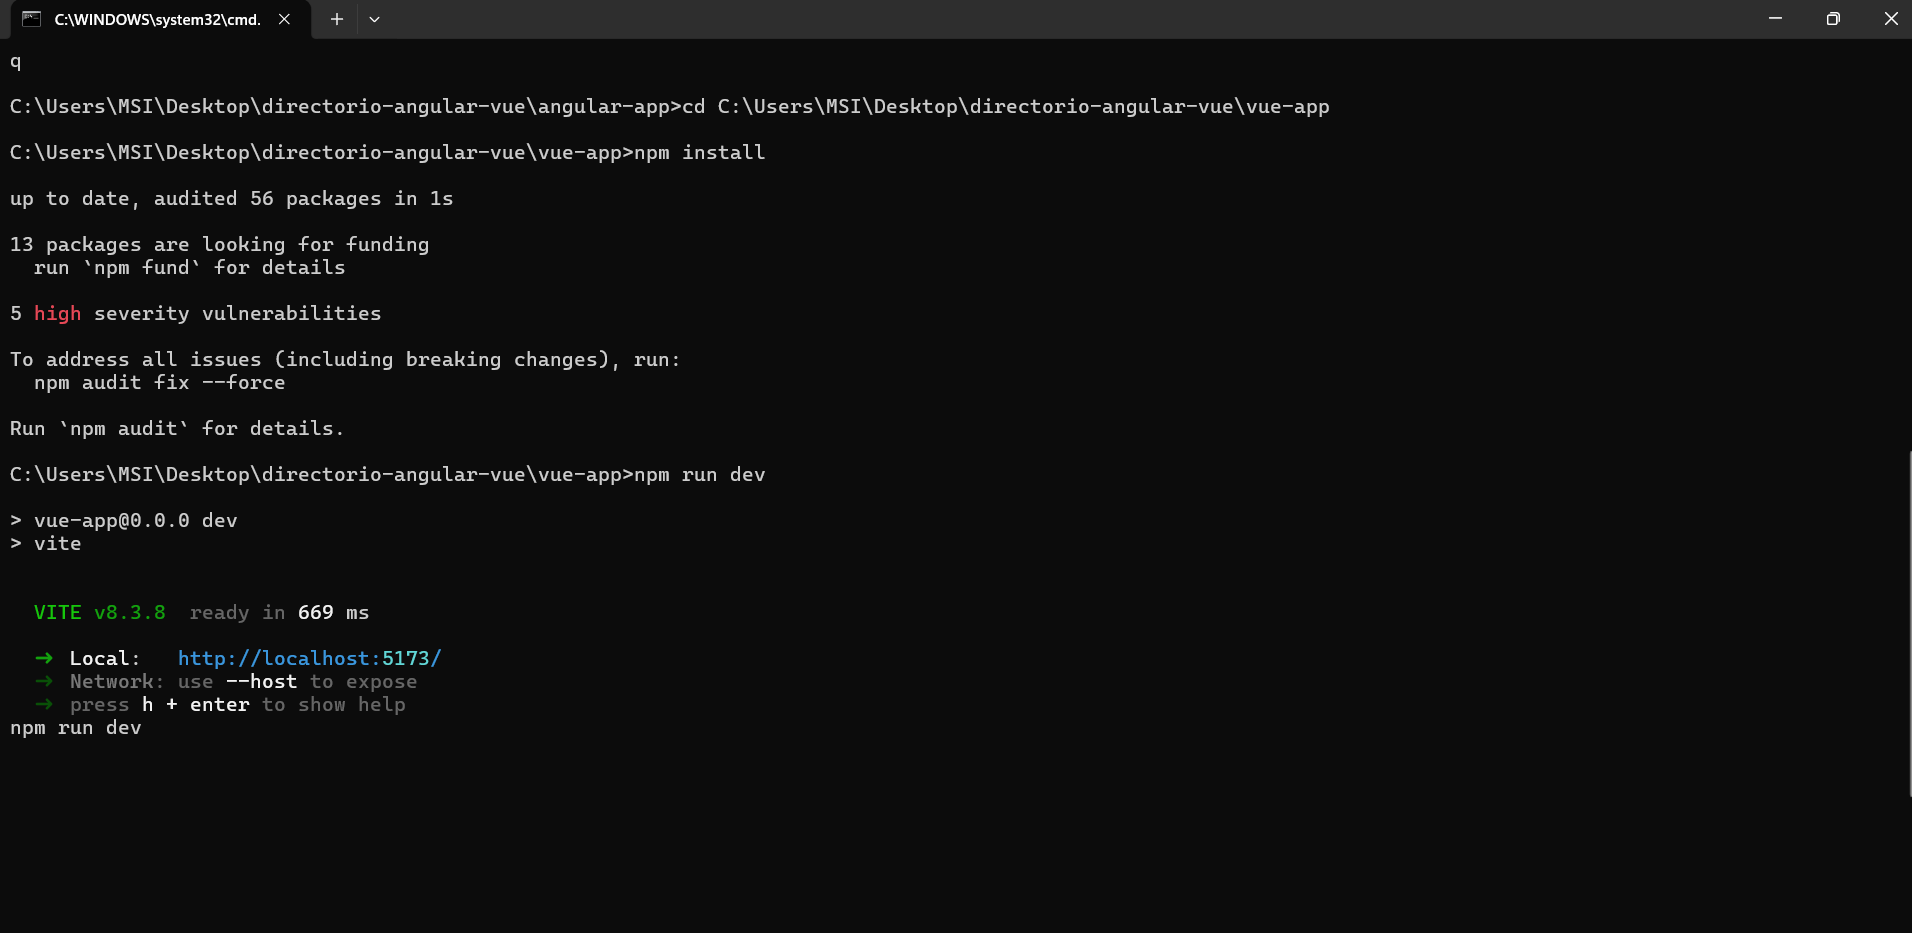 C:\WINDOWS\system32\cmd.
q
C:\Users\MSI\Desktop\directorio-angular-vue\angular-app>cd C:\Users\MSI\Desktop\directorio-angular-vue\vue-app
C:\Users\MSI\Desktop\directorio-angular-vue\vue-app>npm install
up to date, audited 56 packages in 1s
13 packages are looking for funding
  run `npm fund` for details
5 high severity vulnerabilities
To address all issues (including breaking changes), run:
  npm audit fix --force
Run `npm audit` for details.
C:\Users\MSI\Desktop\directorio-angular-vue\vue-app>npm run dev
> vue-app@0.0.0 dev
> vite
  VITE v8.3.8  ready in 669 ms
  ➜  Local:   http://localhost:5173/
  ➜  Network: use --host to expose
  ➜  press h + enter to show help
npm run dev